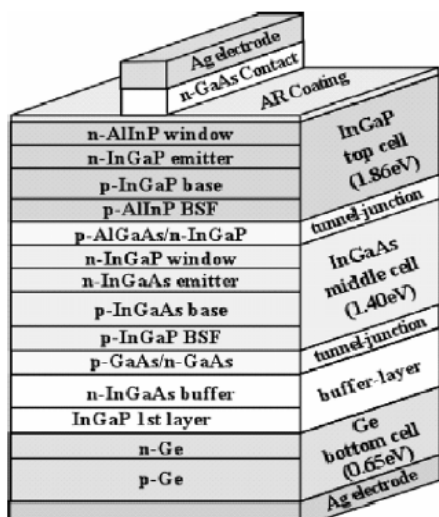 Ag electrode
n-GaAs Contact
AR Coating
n-AlInP window
n-InGaP emitter
p-InGaP base
p-AlInP BSF
p-AlGaAs/n-InGaP
n-InGaP window
n-InGaAs emitter
p-InGaAs base
p-InGaP BSF
p-GaAs/n-GaAs
n-InGaAs buffer
InGaP 1st layer
n-Ge
p-Ge
InGaP
top cell
(1.86eV)
tunnel-junction
InGaAs
middle cell
(1.40eV)
tunnel-junction
buffer-layer
Ge
bottom cell
(0.65eV)
Ag electrode